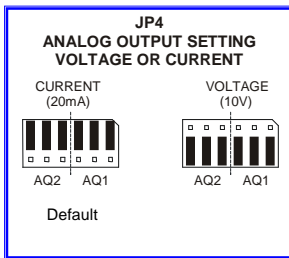 JP4
ANALOG OUTPUT SETTING
VOLTAGE OR CURRENT
CURRENT
(20mA)
VOLTAGE
(10V)
AQ2 AQ1
AQ2 AQ1
Default